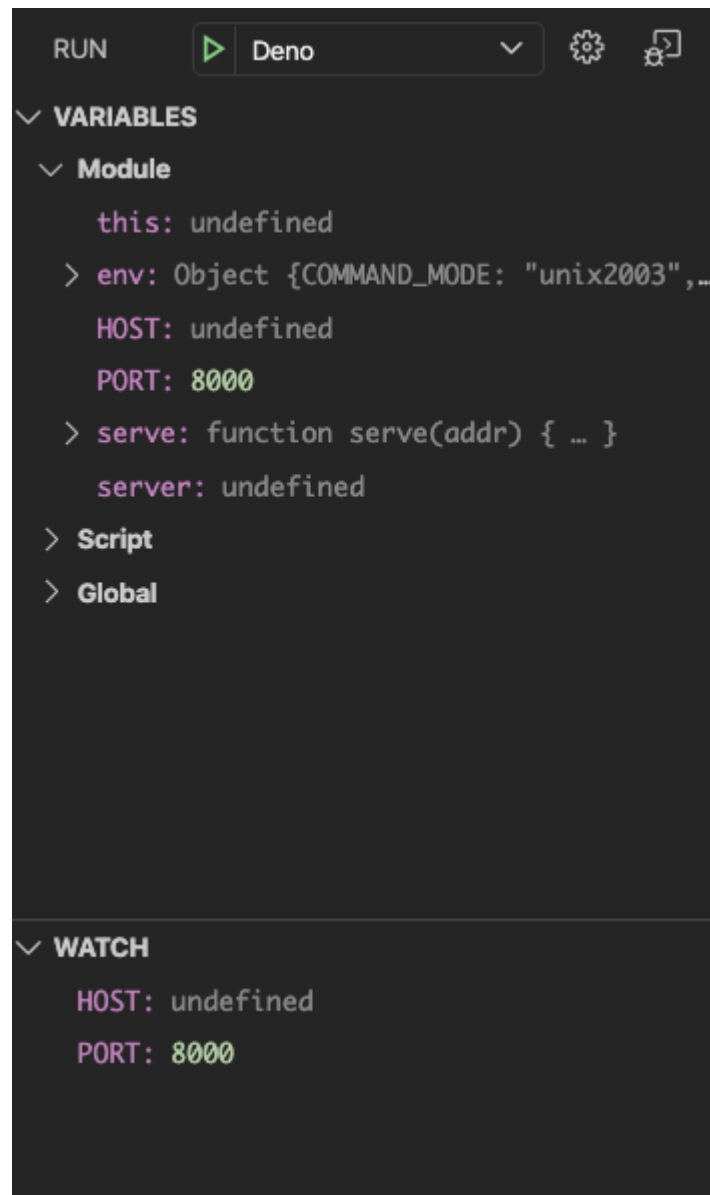 RUN Deno
VARIABLES
Module
this: undefined
env: Object {COMMAND_MODE: "unix2003",…
HOST: undefined
PORT: 8000
serve: function serve(addr) { … }
server: undefined
Script
Global
WATCH
HOST: undefined
PORT: 8000